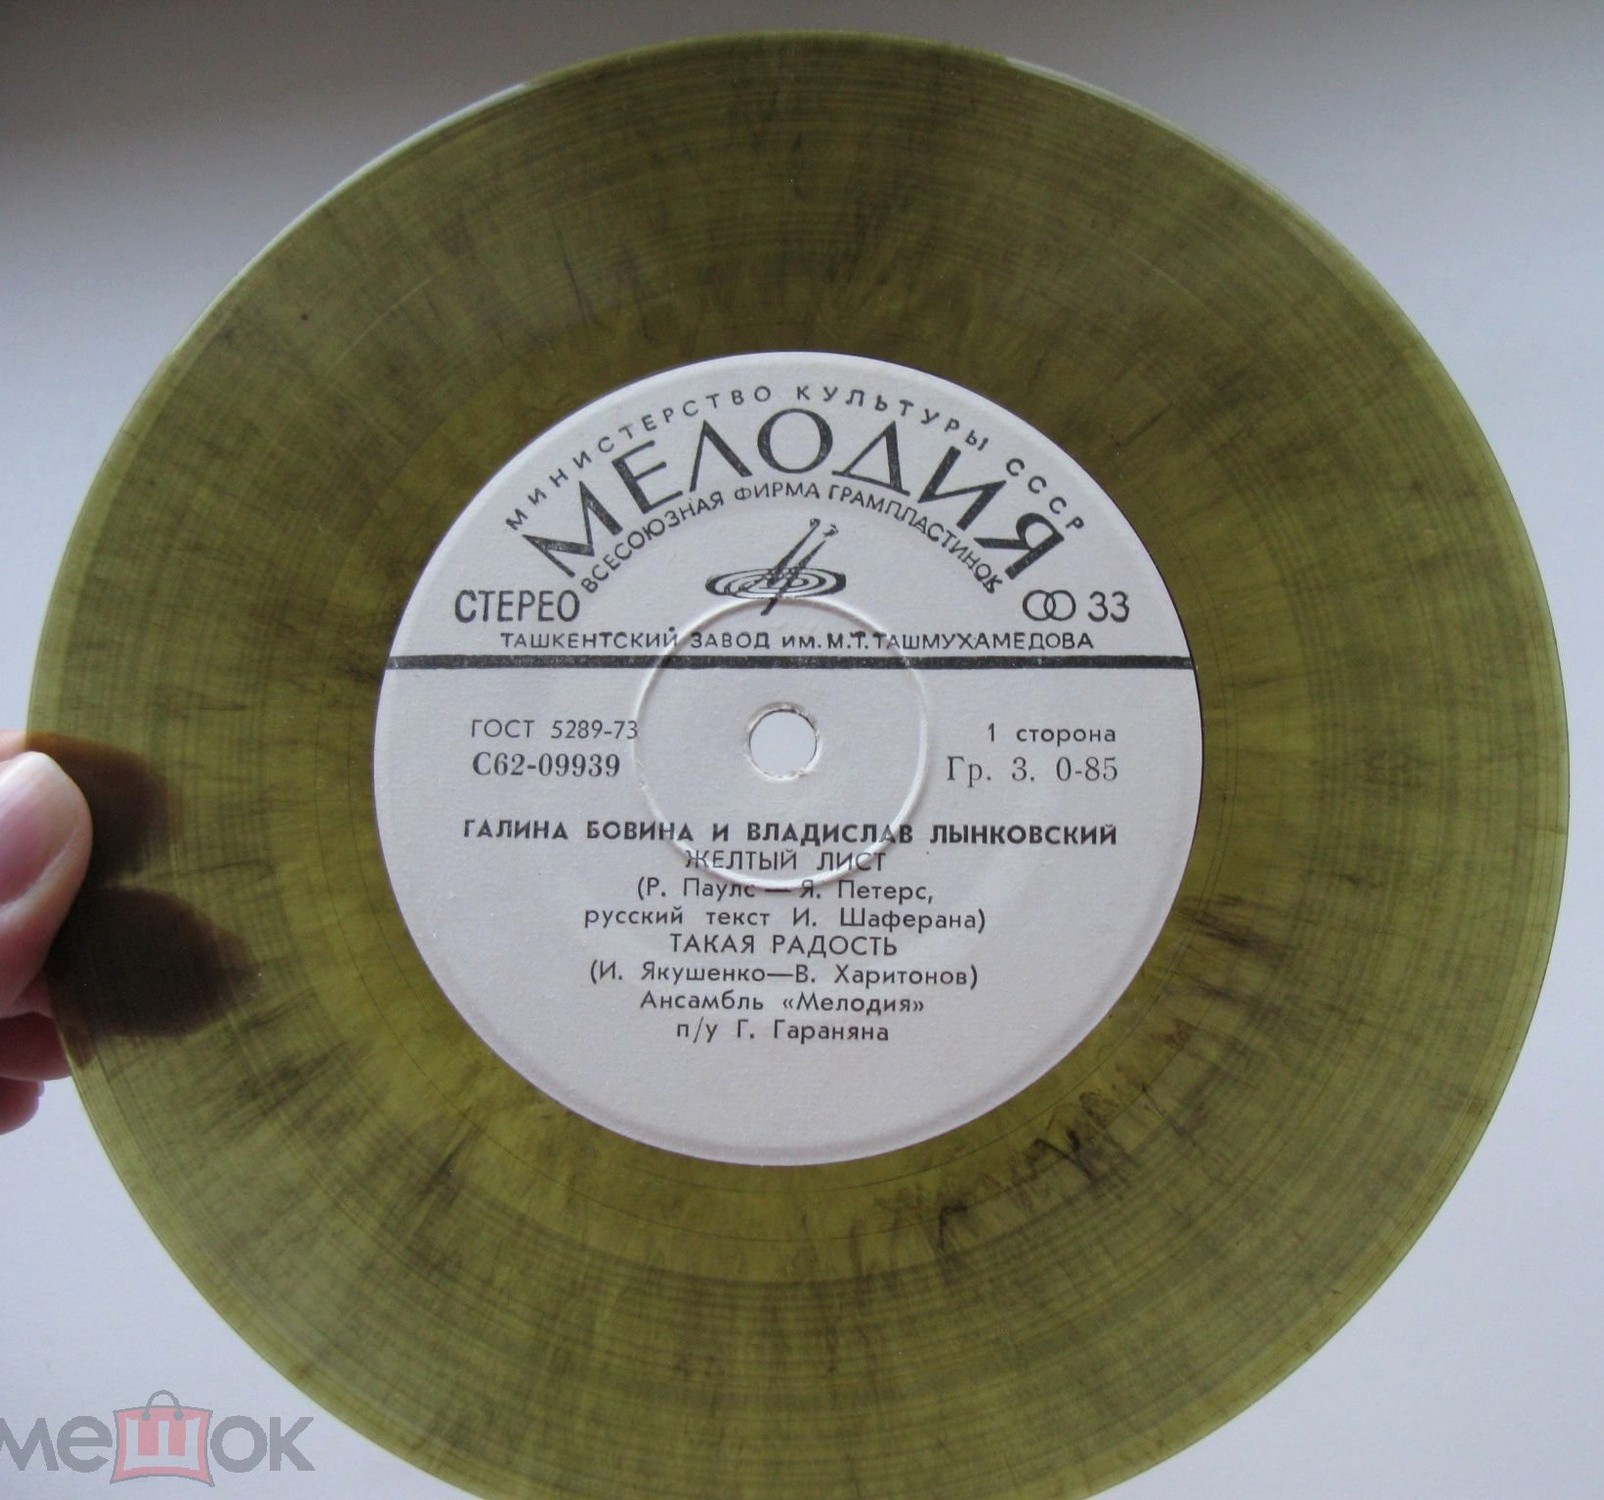 МИНИСТЕРСТВО КУЛЬТУРЫ СССР
МЕЛОДИЯ
ВСЕСОЮЗНАЯ ФИРМА ГРАМПЛАСТИНОК
СТЕРЕО 33
ТАШКЕНТСКИЙ ЗАВОД им. М.Т.ТАШМУХАМЕДОВА
ГОСТ 5289-73 1 сторона
С62-09939 Гр. 3. 0-85
ГАЛИНА БОВИНА И ВЛАДИСЛАВ ЛЫНКОВСКИЙ
ЖЕЛТЫЙ ЛИСТ
(Р. Паулс — Я. Петерс,
русский текст И. Шаферана)
ТАКАЯ РАДОСТЬ
(И. Якушенко—В. Харитонов)
Ансамбль «Мелодия»
п/у Г. Гараняна
мешок